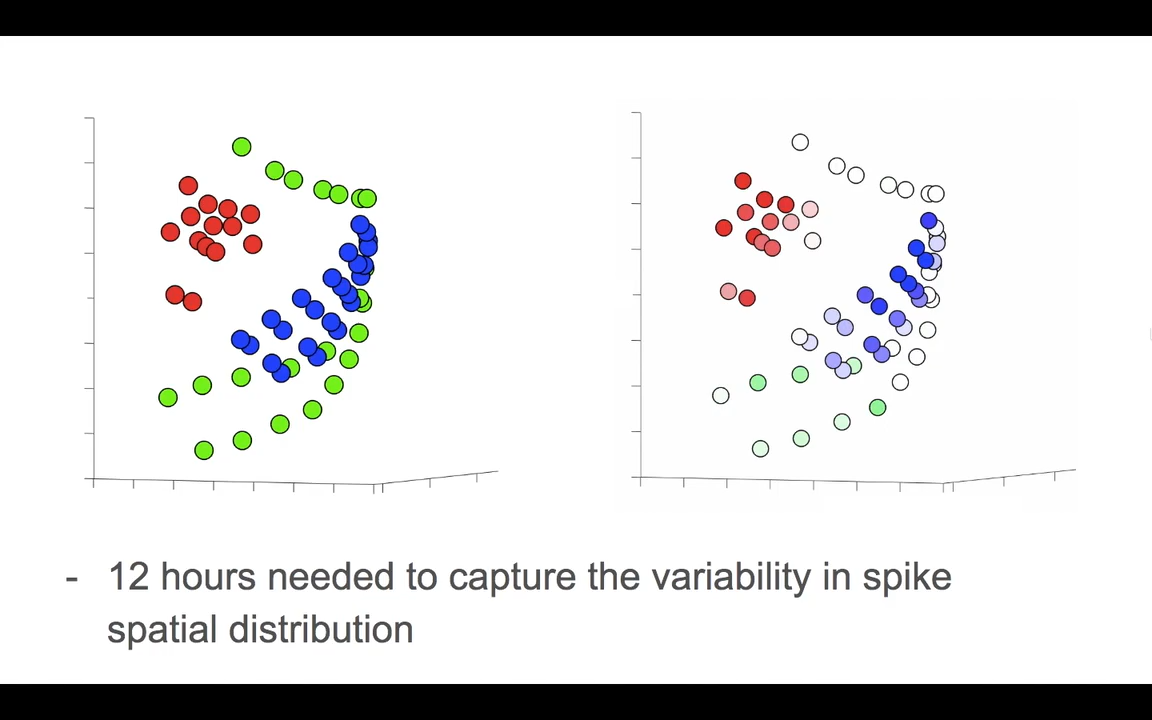 - 12 hours needed to capture the variability in spike
spatial distribution